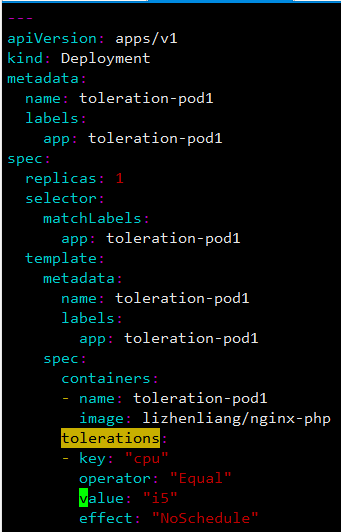 ---
apiVersion: apps/v1
kind: Deployment
metadata:
  name: toleration-pod1
  labels:
    app: toleration-pod1
spec:
  replicas: 1
  selector:
    matchLabels:
      app: toleration-pod1
  template:
    metadata:
      name: toleration-pod1
      labels:
        app: toleration-pod1
    spec:
      containers:
      - name: toleration-pod1
        image: lizhenliang/nginx-php
      tolerations:
      - key: "cpu"
        operator: "Equal"
        value: "i5"
        effect: "NoSchedule"